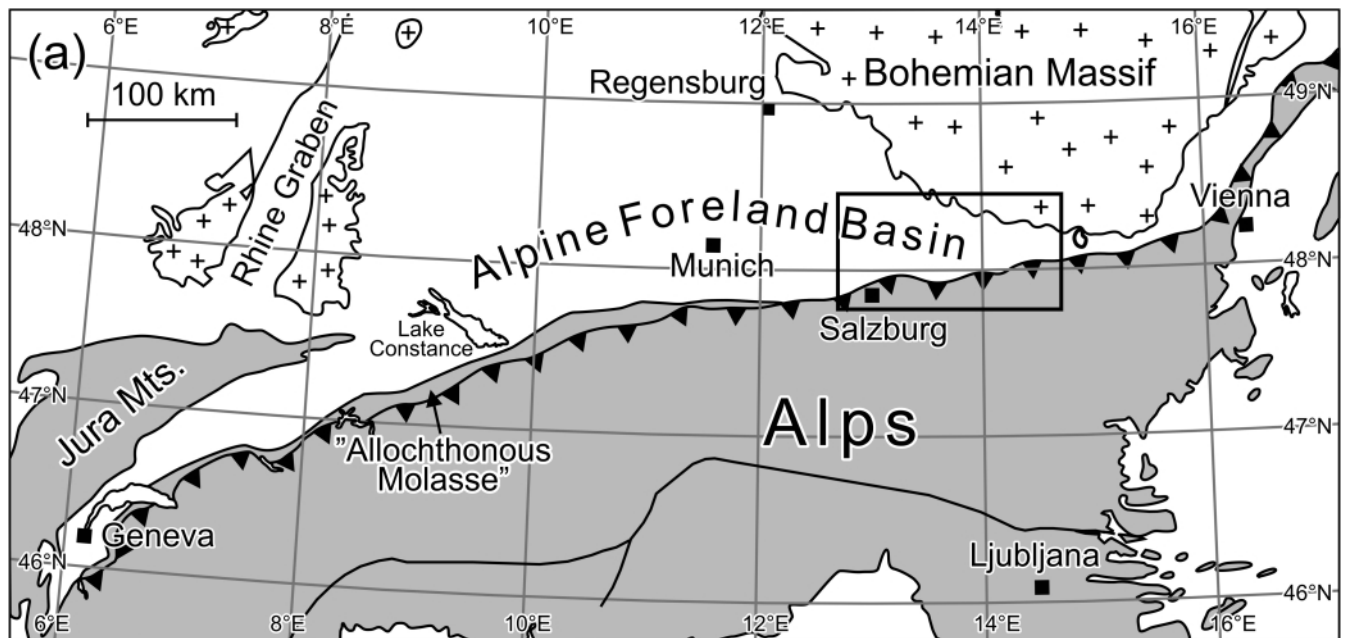 6°E
8°E
10°E
12°E
14°E
16°E
(a)
100 km
Regensburg
Bohemian Massif
49°N
Rhine Graben
Vienna
48°N
Alpine Foreland Basin
Munich
48°N
Lake
Constance
Salzburg
47°N
Jura Mts.
Alps
47°N
"Allochthonous
Molasse"
Geneva
Ljubljana
46°N
46°N
6°E
8°E
10°E
12°E
14°E
16°E